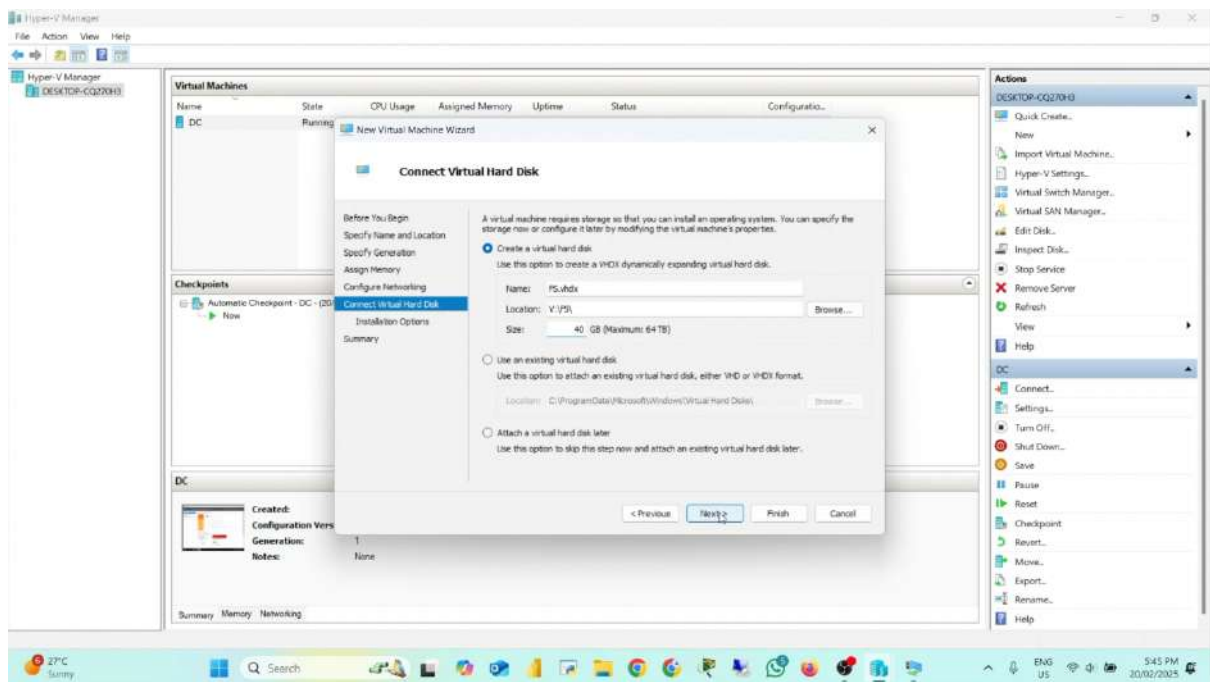 Hyper-V Manager
File Action View Help
Hyper-V Manager
DESKTOP-CQ270H3
Virtual Machines
Name State CPU Usage Assigned Memory Uptime Status Configuratio...
DC Running
New Virtual Machine Wizard
Connect Virtual Hard Disk
Before You Begin
Specify Name and Location
Specify Generation
Assign Memory
Configure Networking
Connect Virtual Hard Disk
Installation Options
Summary
A virtual machine requires storage so that you can install an operating system. You can specify the
storage now or configure it later by modifying the virtual machine's properties.
Create a virtual hard disk
Use this option to create a VHDX dynamically expanding virtual hard disk.
Name: FS.vhdx
Location: V:\FS\ Browse...
Size: 40 GB (Maximum: 64 TB)
Use an existing virtual hard disk
Use this option to attach an existing virtual hard disk, either VHD or VHDX format.
Location: C:\ProgramData\Microsoft\Windows\Virtual Hard Disks\ Browse...
Attach a virtual hard disk later
Use this option to skip this step now and attach an existing virtual hard disk later.
< Previous Next > Finish Cancel
Checkpoints
Automatic Checkpoint - DC - (20/
Now
DC
Created:
Configuration Vers
Generation: 1
Notes: None
Summary Memory Networking
Actions
DESKTOP-CQ270H3
Quick Create...
New
Import Virtual Machine...
Hyper-V Settings...
Virtual Switch Manager...
Virtual SAN Manager...
Edit Disk...
Inspect Disk...
Stop Service
Remove Server
Refresh
View
Help
DC
Connect...
Settings...
Turn Off...
Shut Down...
Save
Pause
Reset
Checkpoint
Revert...
Move...
Export...
Rename...
Help
27°C
Sunny
Search
ENG
US
5:45 PM
20/02/2025